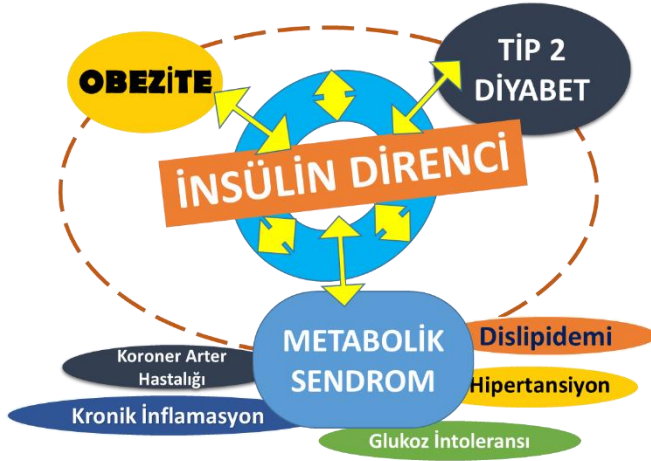 OBEZİTE
TİP 2
DİYABET
İNSÜLİN DİRENCİ
METABOLİK
SENDROM
Dislipidemi
Koroner Arter
Hastalığı
Hipertansiyon
Kronik İnflamasyon
Glukoz İntoleransı